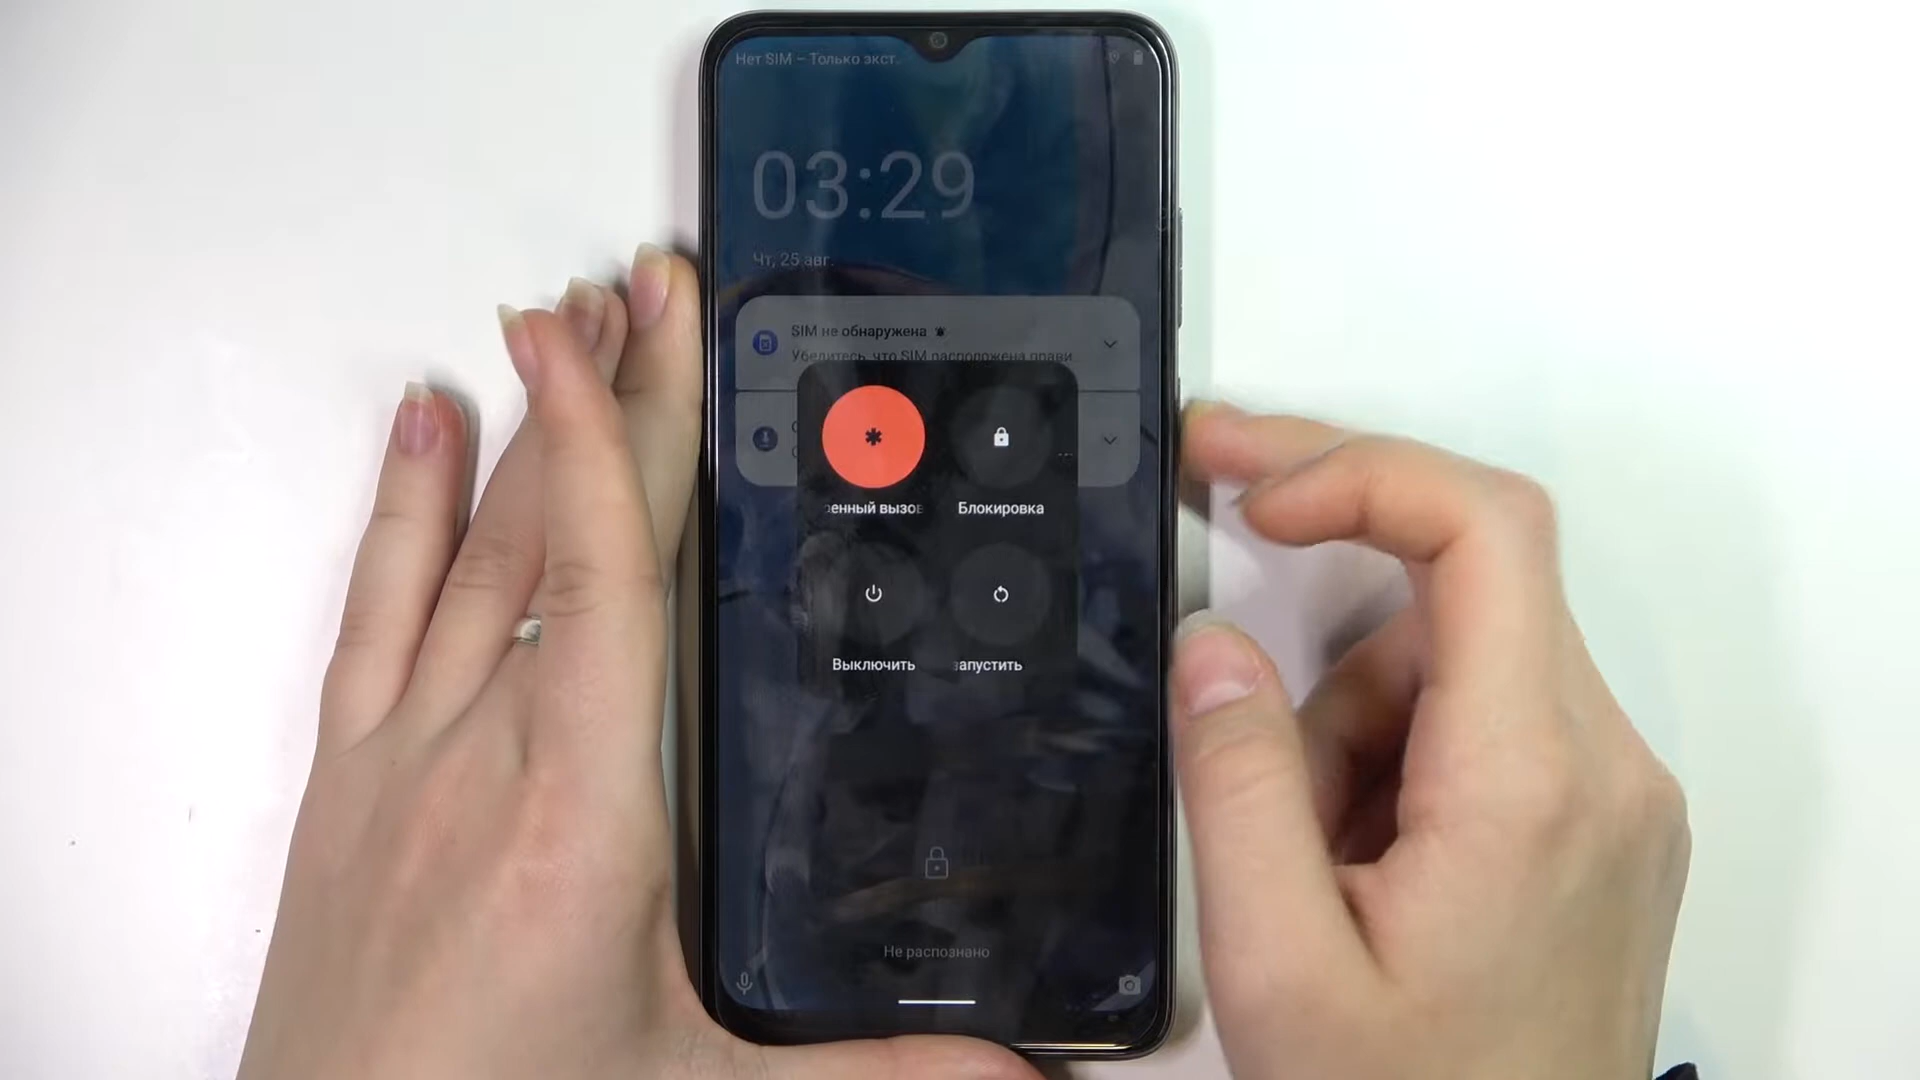 Нет SIM – Только экст.
03:29
Чт, 25 авг.
SIM не обнаружена
Убедитесь, что SIM расположена прави
енный вызов
Блокировка
Выключить
запустить
Не распознано